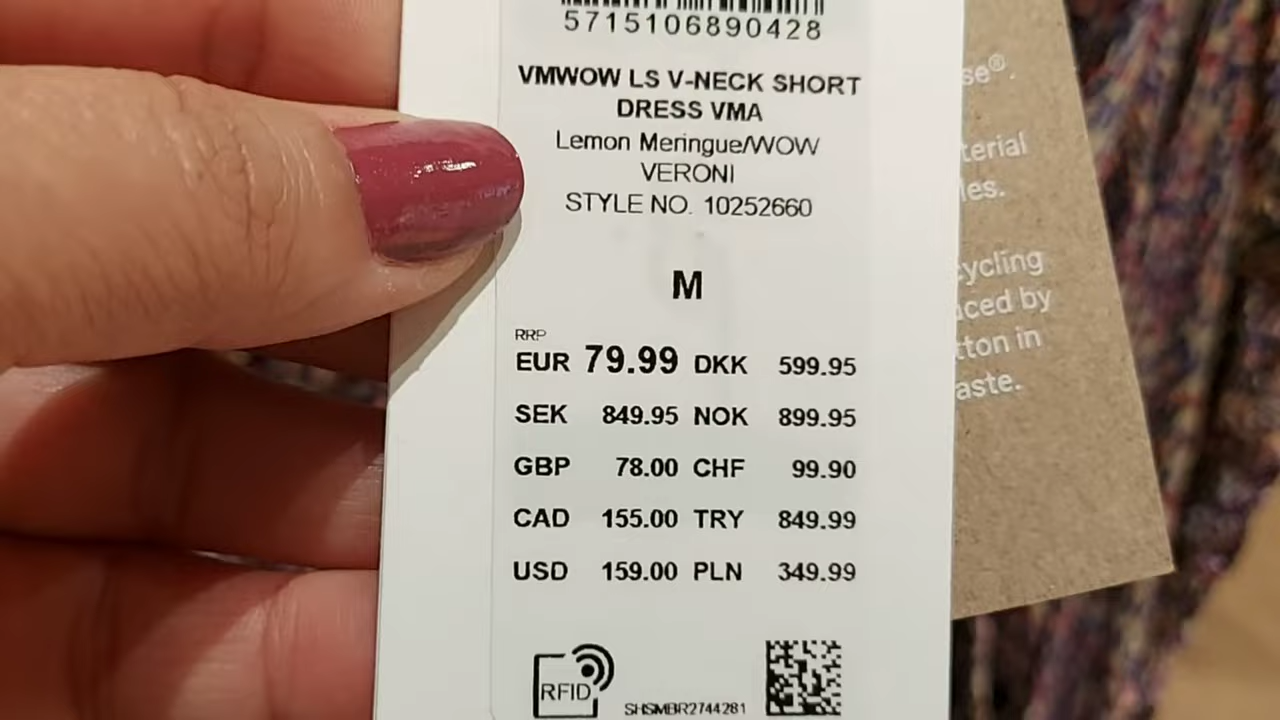 5715106890428
VMWOW LS V-NECK SHORT
DRESS VMA
Lemon Meringue/WOW
VERONI
STYLE NO. 10252660
M
RRP
EUR 79.99 DKK 599.95
SEK 849.95 NOK 899.95
GBP 78.00 CHF 99.90
CAD 155.00 TRY 849.99
USD 159.00 PLN 349.99
RFID
SHSMBR2744281
se®.
terial
les.
cycling
uced by
tton in
aste.